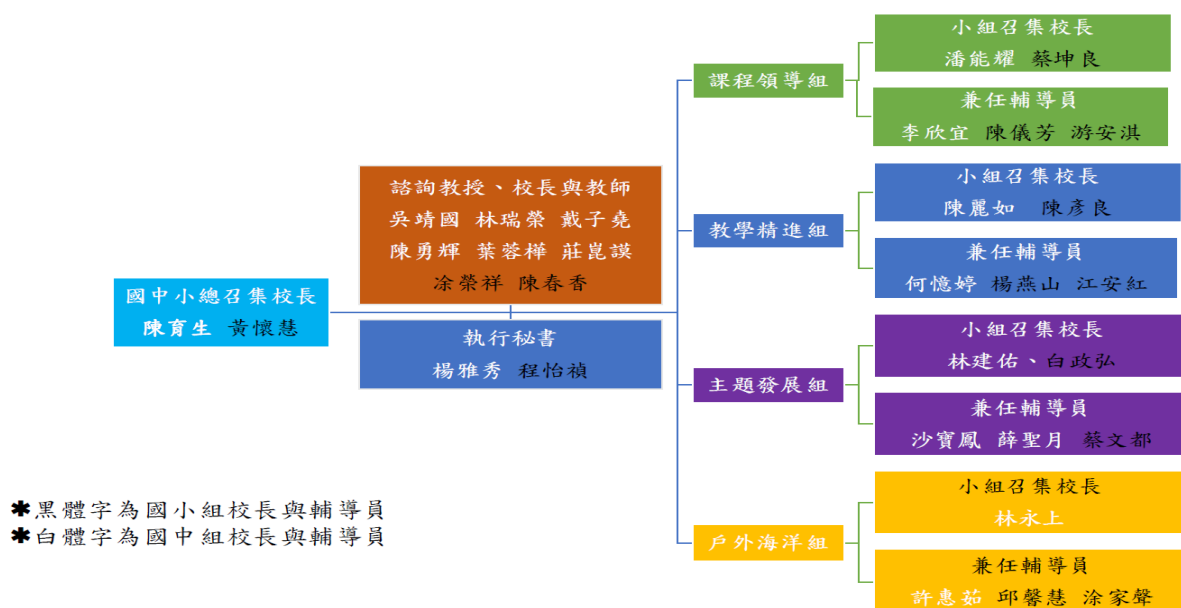 國中小總召集校長
陳育生 黃懷慧
諮詢教授、校長與教師
吳靖國 林瑞榮 戴子堯
陳勇輝 葉蓉樺 莊崑謨
凃榮祥 陳春香
執行秘書
楊雅秀 程怡禎
課程領導組
小組召集校長
潘能耀 蔡坤良
兼任輔導員
李欣宜 陳儀芳 游安淇
教學精進組
小組召集校長
陳麗如 陳彥良
兼任輔導員
何憶婷 楊燕山 江安紅
主題發展組
小組召集校長
林建佑、白政弘
兼任輔導員
沙寶鳳 薛聖月 蔡文都
戶外海洋組
小組召集校長
林永上
兼任輔導員
許惠茹 邱馨慧 涂家聲
✱黑體字為國小組校長與輔導員
✱白體字為國中組校長與輔導員